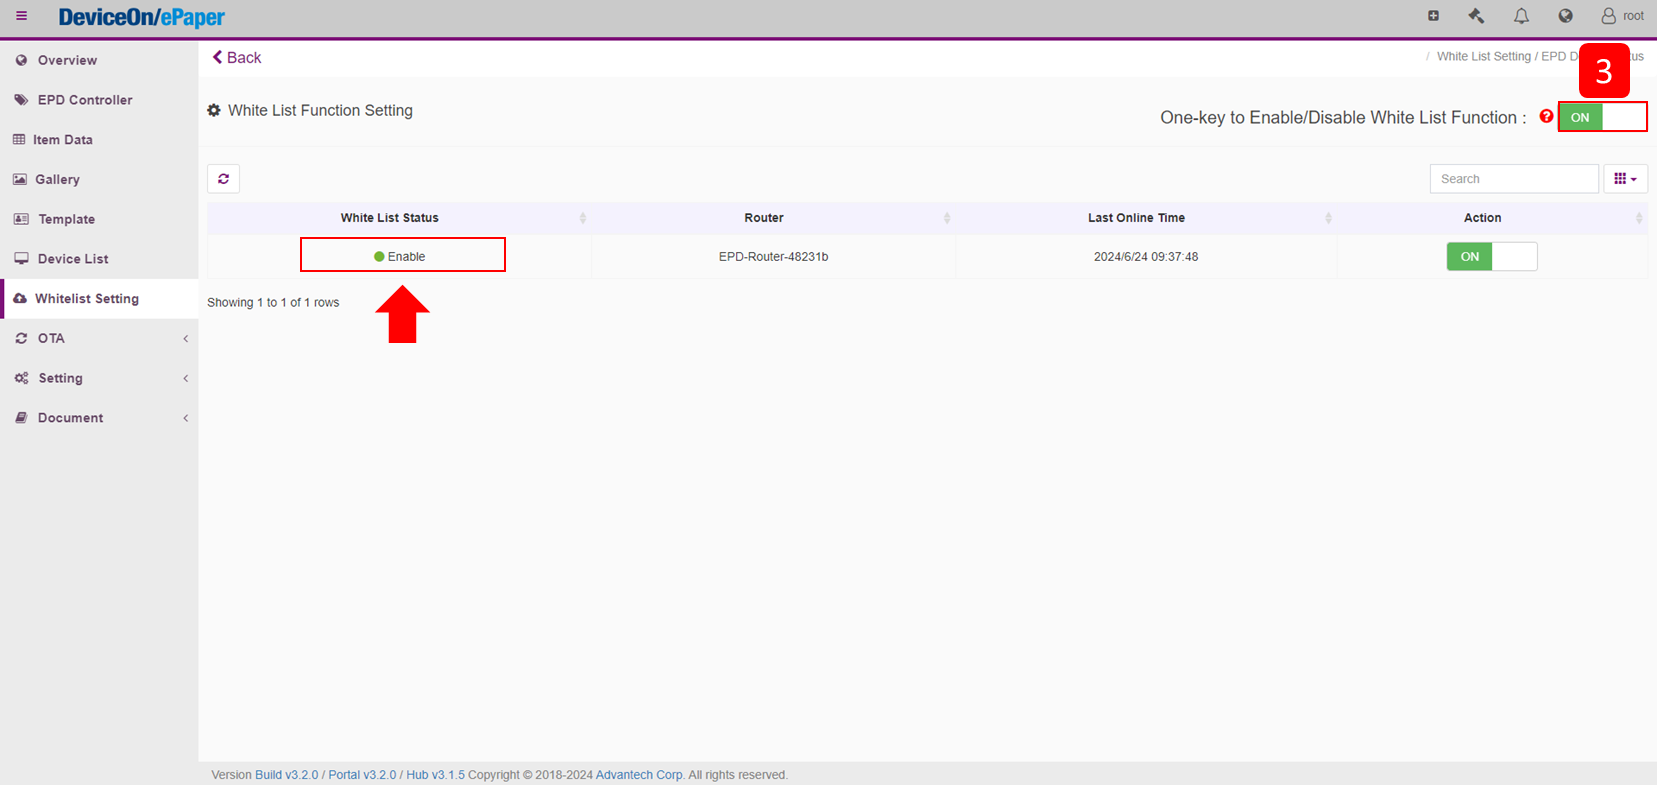 DeviceOn/ePaper
root
Overview
EPD Controller
Item Data
Gallery
Template
Device List
Whitelist Setting
OTA
Setting
Document
Back
/ White List Setting / EPD
3
White List Function Setting
One-key to Enable/Disable White List Function :
ON
Search
White List Status Router Last Online Time Action
Enable EPD-Router-48231b 2024/6/24 09:37:48 ON
Showing 1 to 1 of 1 rows
Version Build v3.2.0 / Portal v3.2.0 / Hub v3.1.5 Copyright © 2018-2024 Advantech Corp. All rights reserved.